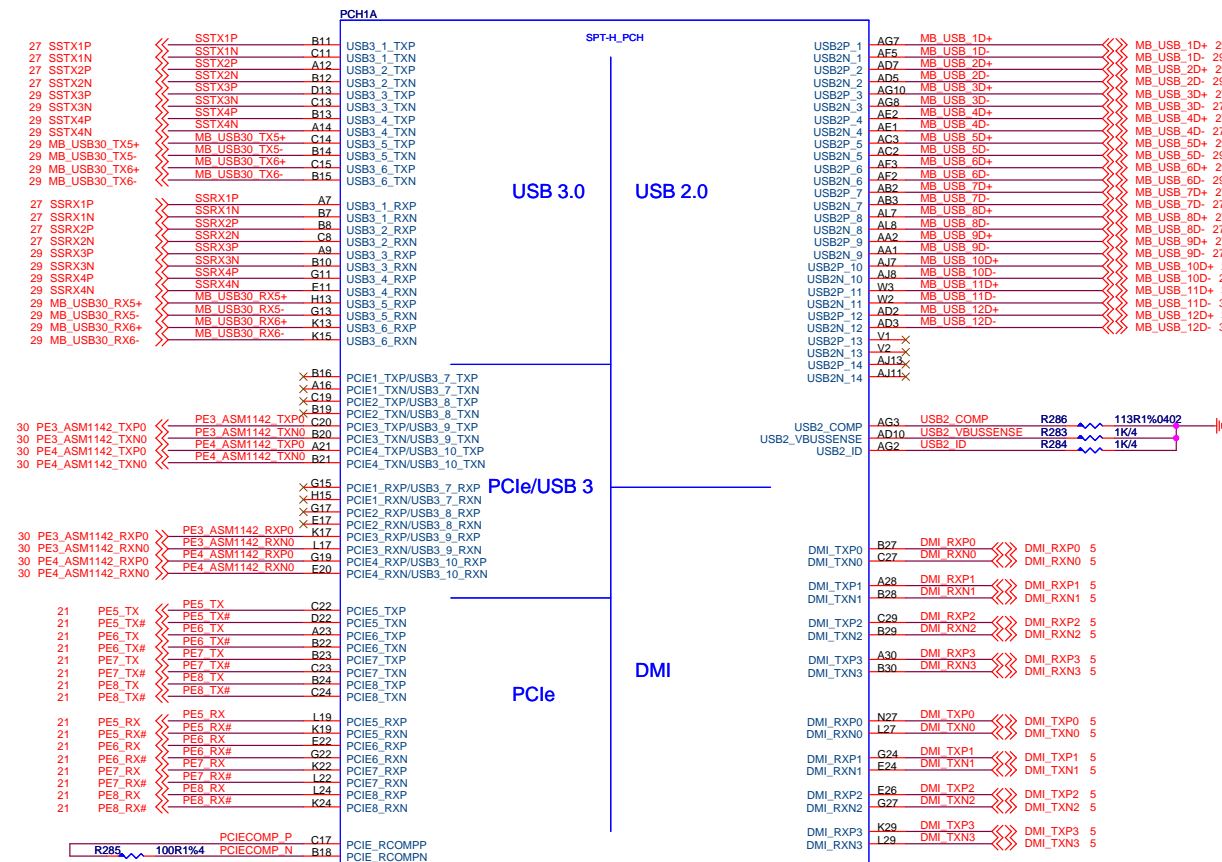 PCH1A
SPT-H_PCH
27 SSTX1P SSTX1P B11 USB3_1_TXP
27 SSTX1N SSTX1N C11 USB3_1_TXN
27 SSTX2P SSTX2P A12 USB3_2_TXP
27 SSTX2N SSTX2N B12 USB3_2_TXN
29 SSTX3P SSTX3P D13 USB3_3_TXP
29 SSTX3N SSTX3N C13 USB3_3_TXN
29 SSTX4P SSTX4P B13 USB3_4_TXP
29 SSTX4N SSTX4N A14 USB3_4_TXN
29 MB_USB30_TX5+ MB_USB30_TX5+ C14 USB3_5_TXP
29 MB_USB30_TX5- MB_USB30_TX5- B14 USB3_5_TXN
29 MB_USB30_TX6+ MB_USB30_TX6+ C15 USB3_6_TXP
29 MB_USB30_TX6- MB_USB30_TX6- B15 USB3_6_TXN
27 SSRX1P SSRX1P A7 USB3_1_RXP
27 SSRX1N SSRX1N B7 USB3_1_RXN
27 SSRX2P SSRX2P B8 USB3_2_RXP
27 SSRX2N SSRX2N C8 USB3_2_RXN
29 SSRX3P SSRX3P A9 USB3_3_RXP
29 SSRX3N SSRX3N B10 USB3_3_RXN
29 SSRX4P SSRX4P G11 USB3_4_RXP
29 SSRX4N SSRX4N E11 USB3_4_RXN
29 MB_USB30_RX5+ MB_USB30_RX5+ H13 USB3_5_RXP
29 MB_USB30_RX5- MB_USB30_RX5- G13 USB3_5_RXN
29 MB_USB30_RX6+ MB_USB30_RX6+ K13 USB3_6_RXP
29 MB_USB30_RX6- MB_USB30_RX6- K15 USB3_6_RXN
B16 PCIE1_TXP/USB3_7_TXP
A16 PCIE1_TXN/USB3_7_TXN
C19 PCIE2_TXP/USB3_8_TXP
B19 PCIE2_TXN/USB3_8_TXN
30 PE3_ASM1142_TXP0 PE3_ASM1142_TXP0 C20 PCIE3_TXP/USB3_9_TXP
30 PE3_ASM1142_TXN0 PE3_ASM1142_TXN0 B20 PCIE3_TXN/USB3_9_TXN
30 PE4_ASM1142_TXP0 PE4_ASM1142_TXP0 A21 PCIE4_TXP/USB3_10_TXP
30 PE4_ASM1142_TXN0 PE4_ASM1142_TXN0 B21 PCIE4_TXN/USB3_10_TXN
G15 PCIE1_RXP/USB3_7_RXP
H15 PCIE1_RXN/USB3_7_RXN
G17 PCIE2_RXP/USB3_8_RXP
E17 PCIE2_RXN/USB3_8_RXN
30 PE3_ASM1142_RXP0 PE3_ASM1142_RXP0 K17 PCIE3_RXP/USB3_9_RXP
30 PE3_ASM1142_RXN0 PE3_ASM1142_RXN0 L17 PCIE3_RXN/USB3_9_RXN
30 PE4_ASM1142_RXP0 PE4_ASM1142_RXP0 G19 PCIE4_RXP/USB3_10_RXP
30 PE4_ASM1142_RXN0 PE4_ASM1142_RXN0 E20 PCIE4_RXN/USB3_10_RXN
21 PE5_TX PE5_TX C22 PCIE5_TXP
21 PE5_TX# PE5_TX# D22 PCIE5_TXN
21 PE6_TX PE6_TX A23 PCIE6_TXP
21 PE6_TX# PE6_TX# B22 PCIE6_TXN
21 PE7_TX PE7_TX B23 PCIE7_TXP
21 PE7_TX# PE7_TX# C23 PCIE7_TXN
21 PE8_TX PE8_TX B24 PCIE8_TXP
21 PE8_TX# PE8_TX# C24 PCIE8_TXN
21 PE5_RX PE5_RX L19 PCIE5_RXP
21 PE5_RX# PE5_RX# K19 PCIE5_RXN
21 PE6_RX PE6_RX E22 PCIE6_RXP
21 PE6_RX# PE6_RX# G22 PCIE6_RXN
21 PE7_RX PE7_RX K22 PCIE7_RXP
21 PE7_RX# PE7_RX# L22 PCIE7_RXN
21 PE8_RX PE8_RX L24 PCIE8_RXP
21 PE8_RX# PE8_RX# K24 PCIE8_RXN
PCIECOMP_P C17 PCIE_RCOMPP
R285 100R1%4 PCIECOMP_N B18 PCIE_RCOMPN
USB 3.0
USB 2.0
PCIe/USB 3
PCIe
DMI
USB2P_1 AG7 MB_USB_1D+ MB_USB_1D+
USB2N_1 AF5 MB_USB_1D- MB_USB_1D-
USB2P_2 AD7 MB_USB_2D+ MB_USB_2D+
USB2N_2 AD5 MB_USB_2D- MB_USB_2D-
USB2P_3 AG10 MB_USB_3D+ MB_USB_3D+
USB2N_3 AG8 MB_USB_3D- MB_USB_3D-
USB2P_4 AE2 MB_USB_4D+ MB_USB_4D+
USB2N_4 AE1 MB_USB_4D- MB_USB_4D-
USB2P_5 AC3 MB_USB_5D+ MB_USB_5D+
USB2N_5 AC2 MB_USB_5D- MB_USB_5D-
USB2P_6 AF3 MB_USB_6D+ MB_USB_6D+
USB2N_6 AF2 MB_USB_6D- MB_USB_6D-
USB2P_7 AB2 MB_USB_7D+ MB_USB_7D+
USB2N_7 AB3 MB_USB_7D- MB_USB_7D-
USB2P_8 AL7 MB_USB_8D+ MB_USB_8D+
USB2N_8 AL8 MB_USB_8D- MB_USB_8D-
USB2P_9 AA2 MB_USB_9D+ MB_USB_9D+
USB2N_9 AA1 MB_USB_9D- MB_USB_9D-
USB2P_10 AJ7 MB_USB_10D+ MB_USB_10D+
USB2N_10 AJ8 MB_USB_10D- MB_USB_10D-
USB2P_11 W3 MB_USB_11D+ MB_USB_11D+
USB2N_11 W2 MB_USB_11D- MB_USB_11D-
USB2P_12 AD2 MB_USB_12D+ MB_USB_12D+
USB2N_12 AD3 MB_USB_12D- MB_USB_12D-
USB2P_13 V1
USB2N_13 V2
USB2P_14 AJ13
USB2N_14 AJ11
USB2_COMP AG3 USB2_COMP R286 113R1%0402
USB2_VBUSSENSE AD10 USB2_VBUSSENSE R283 1K/4
USB2_ID AG2 USB2_ID R284 1K/4
DMI_TXP0 B27 DMI_RXP0 DMI_RXP0 5
DMI_TXN0 C27 DMI_RXN0 DMI_RXN0 5
DMI_TXP1 A28 DMI_RXP1 DMI_RXP1 5
DMI_TXN1 B28 DMI_RXN1 DMI_RXN1 5
DMI_TXP2 C29 DMI_RXP2 DMI_RXP2 5
DMI_TXN2 B29 DMI_RXN2 DMI_RXN2 5
DMI_TXP3 A30 DMI_RXP3 DMI_RXP3 5
DMI_TXN3 B30 DMI_RXN3 DMI_RXN3 5
DMI_RXP0 N27 DMI_TXP0 DMI_TXP0 5
DMI_RXN0 L27 DMI_TXN0 DMI_TXN0 5
DMI_RXP1 G24 DMI_TXP1 DMI_TXP1 5
DMI_RXN1 E24 DMI_TXN1 DMI_TXN1 5
DMI_RXP2 E26 DMI_TXP2 DMI_TXP2 5
DMI_RXN2 G27 DMI_TXN2 DMI_TXN2 5
DMI_RXP3 K29 DMI_TXP3 DMI_TXP3 5
DMI_RXN3 L29 DMI_TXN3 DMI_TXN3 5